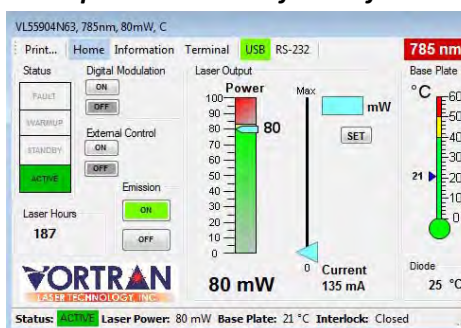 VL55904N63, 785nm, 80mW, C
Print... Home Information Terminal USB RS-232 785 nm
Status Digital Modulation Laser Output Base Plate
FAULT
WARMUP
STANDBY
ACTIVE
ON
OFF
External Control
ON
OFF
Emission
ON
OFF
Laser Hours
187
Power
100
90
80
70
60
50
40
30
20
10
0
80
80 mW
Max
0
mW
SET
Current
135 mA
°C
60
50
40
30
20
10
0
21
Diode
25 °C
VORTRAN
LASER TECHNOLOGY, INC.
Status: ACTIVE Laser Power: 80 mW Base Plate: 21 °C Interlock: Closed